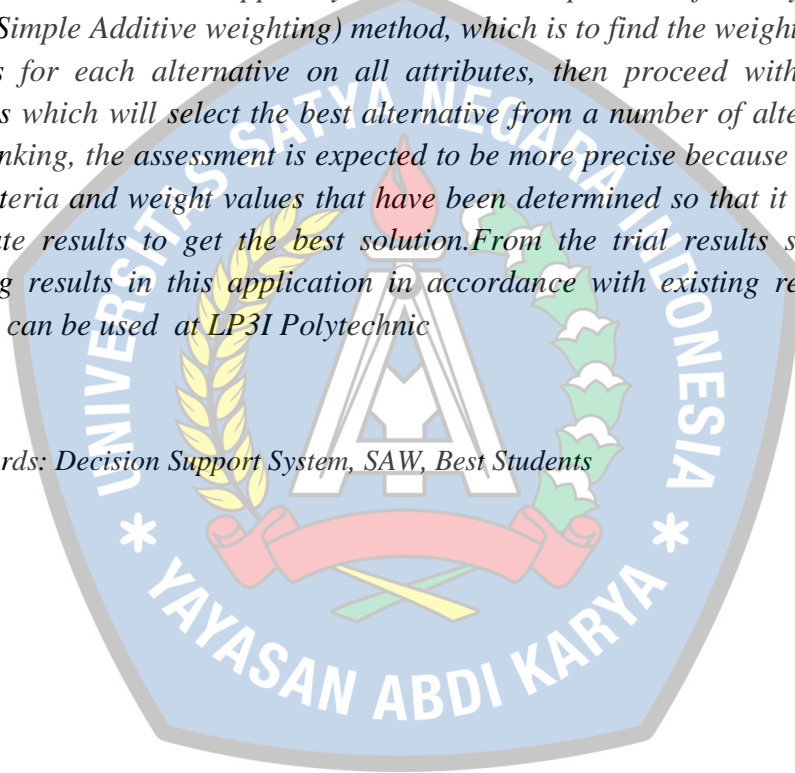 Simple Additive weighting) method, which is to find the weight
for each alternative on all attributes, then proceed with
which will select the best alternative from a number of
nking, the assessment is expected to be more precise because
teria and weight values that have been determined so that it
te results to get the best solution.From the trial results
g results in this application in accordance with existing
can be used at LP3I Polytechnic
rds: Decision Support System, SAW, Best Students
UNIVERSITAS SATYA NEGARA INDONESIA
* YAYASAN ABDI KARYA *